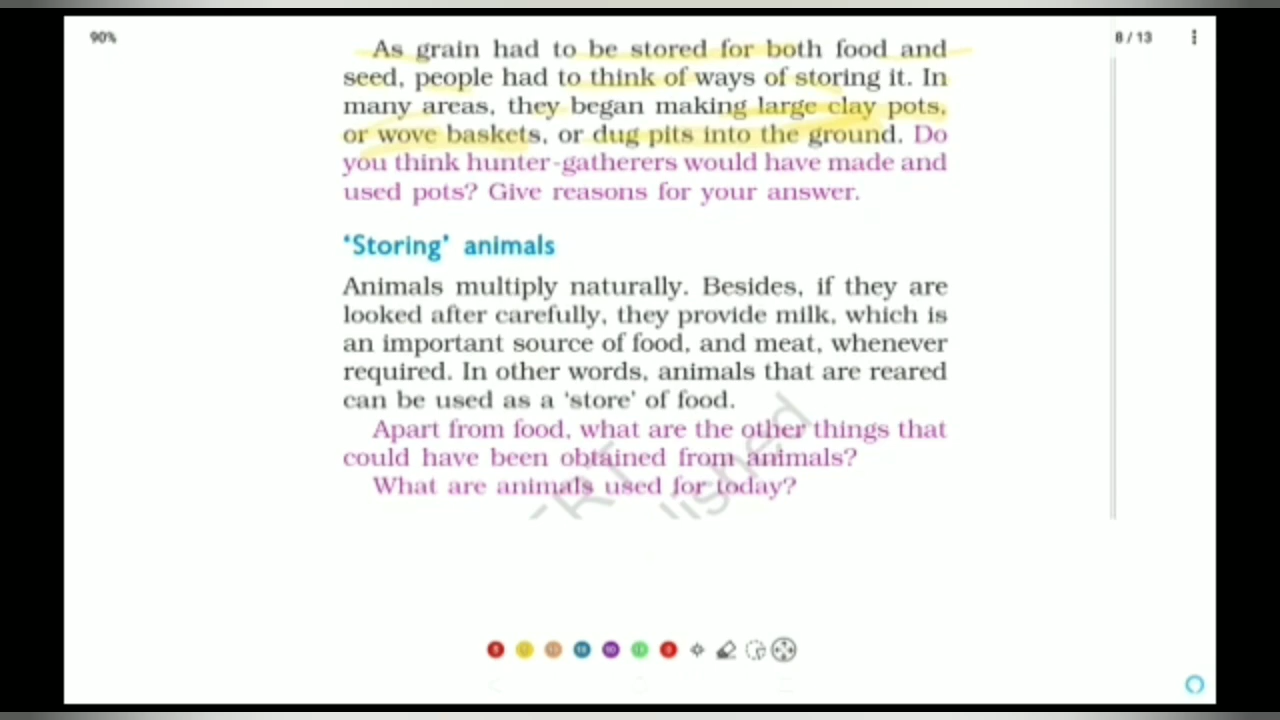 90%
8 / 13
As grain had to be stored for both food and
seed, people had to think of ways of storing it. In
many areas, they began making large clay pots,
or wove baskets, or dug pits into the ground. Do
you think hunter-gatherers would have made and
used pots? Give reasons for your answer.
‘Storing’ animals
Animals multiply naturally. Besides, if they are
looked after carefully, they provide milk, which is
an important source of food, and meat, whenever
required. In other words, animals that are reared
can be used as a ‘store’ of food.
Apart from food, what are the other things that
could have been obtained from animals?
What are animals used for today?